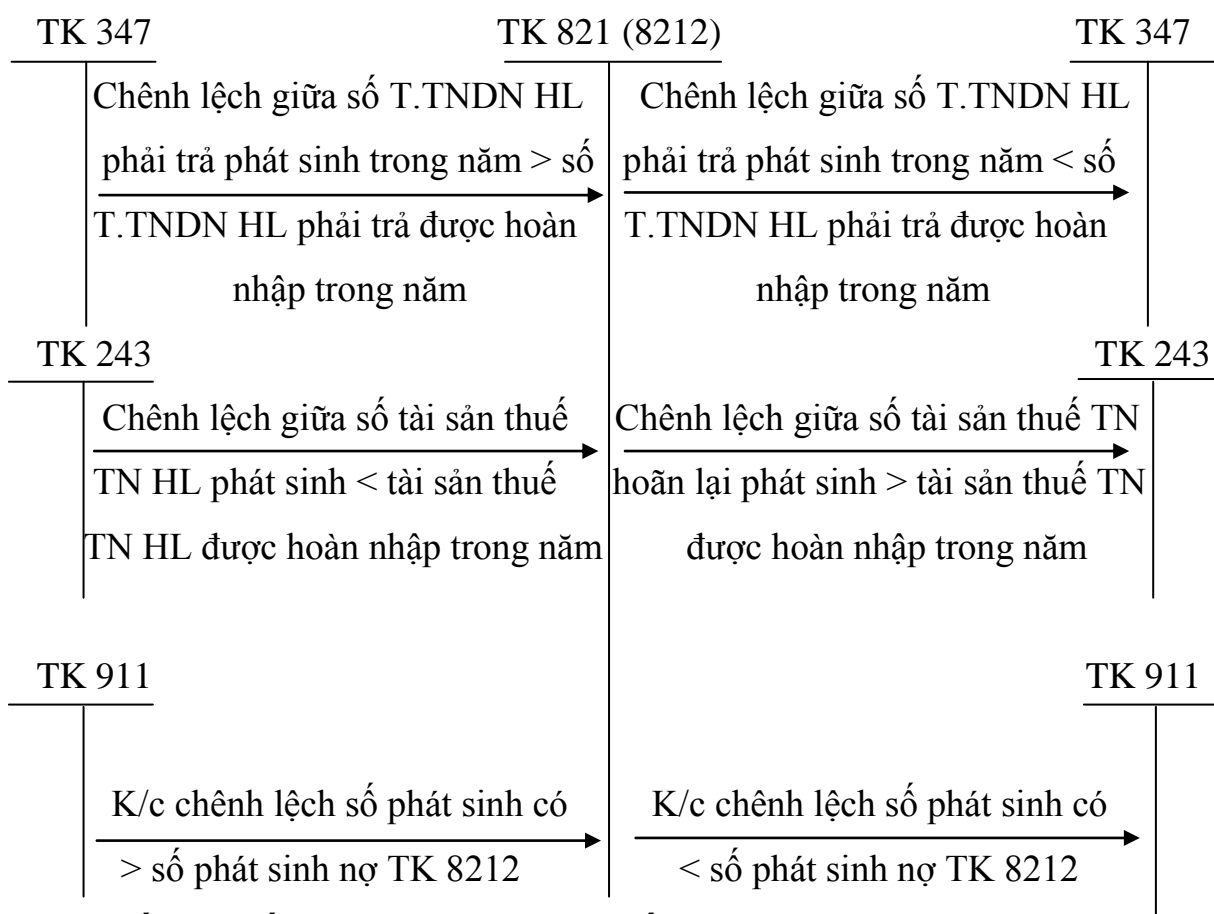 TK 347
TK 821 (8212)
TK 347
Chênh lệch giữa số T.TNDN HL
phải trả phát sinh trong năm > số
T.TNDN HL phải trả được hoàn
nhập trong năm
Chênh lệch giữa số T.TNDN HL
phải trả phát sinh trong năm < số
T.TNDN HL phải trả được hoàn
nhập trong năm
TK 243
TK 243
Chênh lệch giữa số tài sản thuế
TN HL phát sinh < tài sản thuế
TN HL được hoàn nhập trong năm
Chênh lệch giữa số tài sản thuế TN
hoãn lại phát sinh > tài sản thuế TN
được hoàn nhập trong năm
TK 911
TK 911
K/c chênh lệch số phát sinh có
> số phát sinh nợ TK 8212
K/c chênh lệch số phát sinh có
< số phát sinh nợ TK 8212